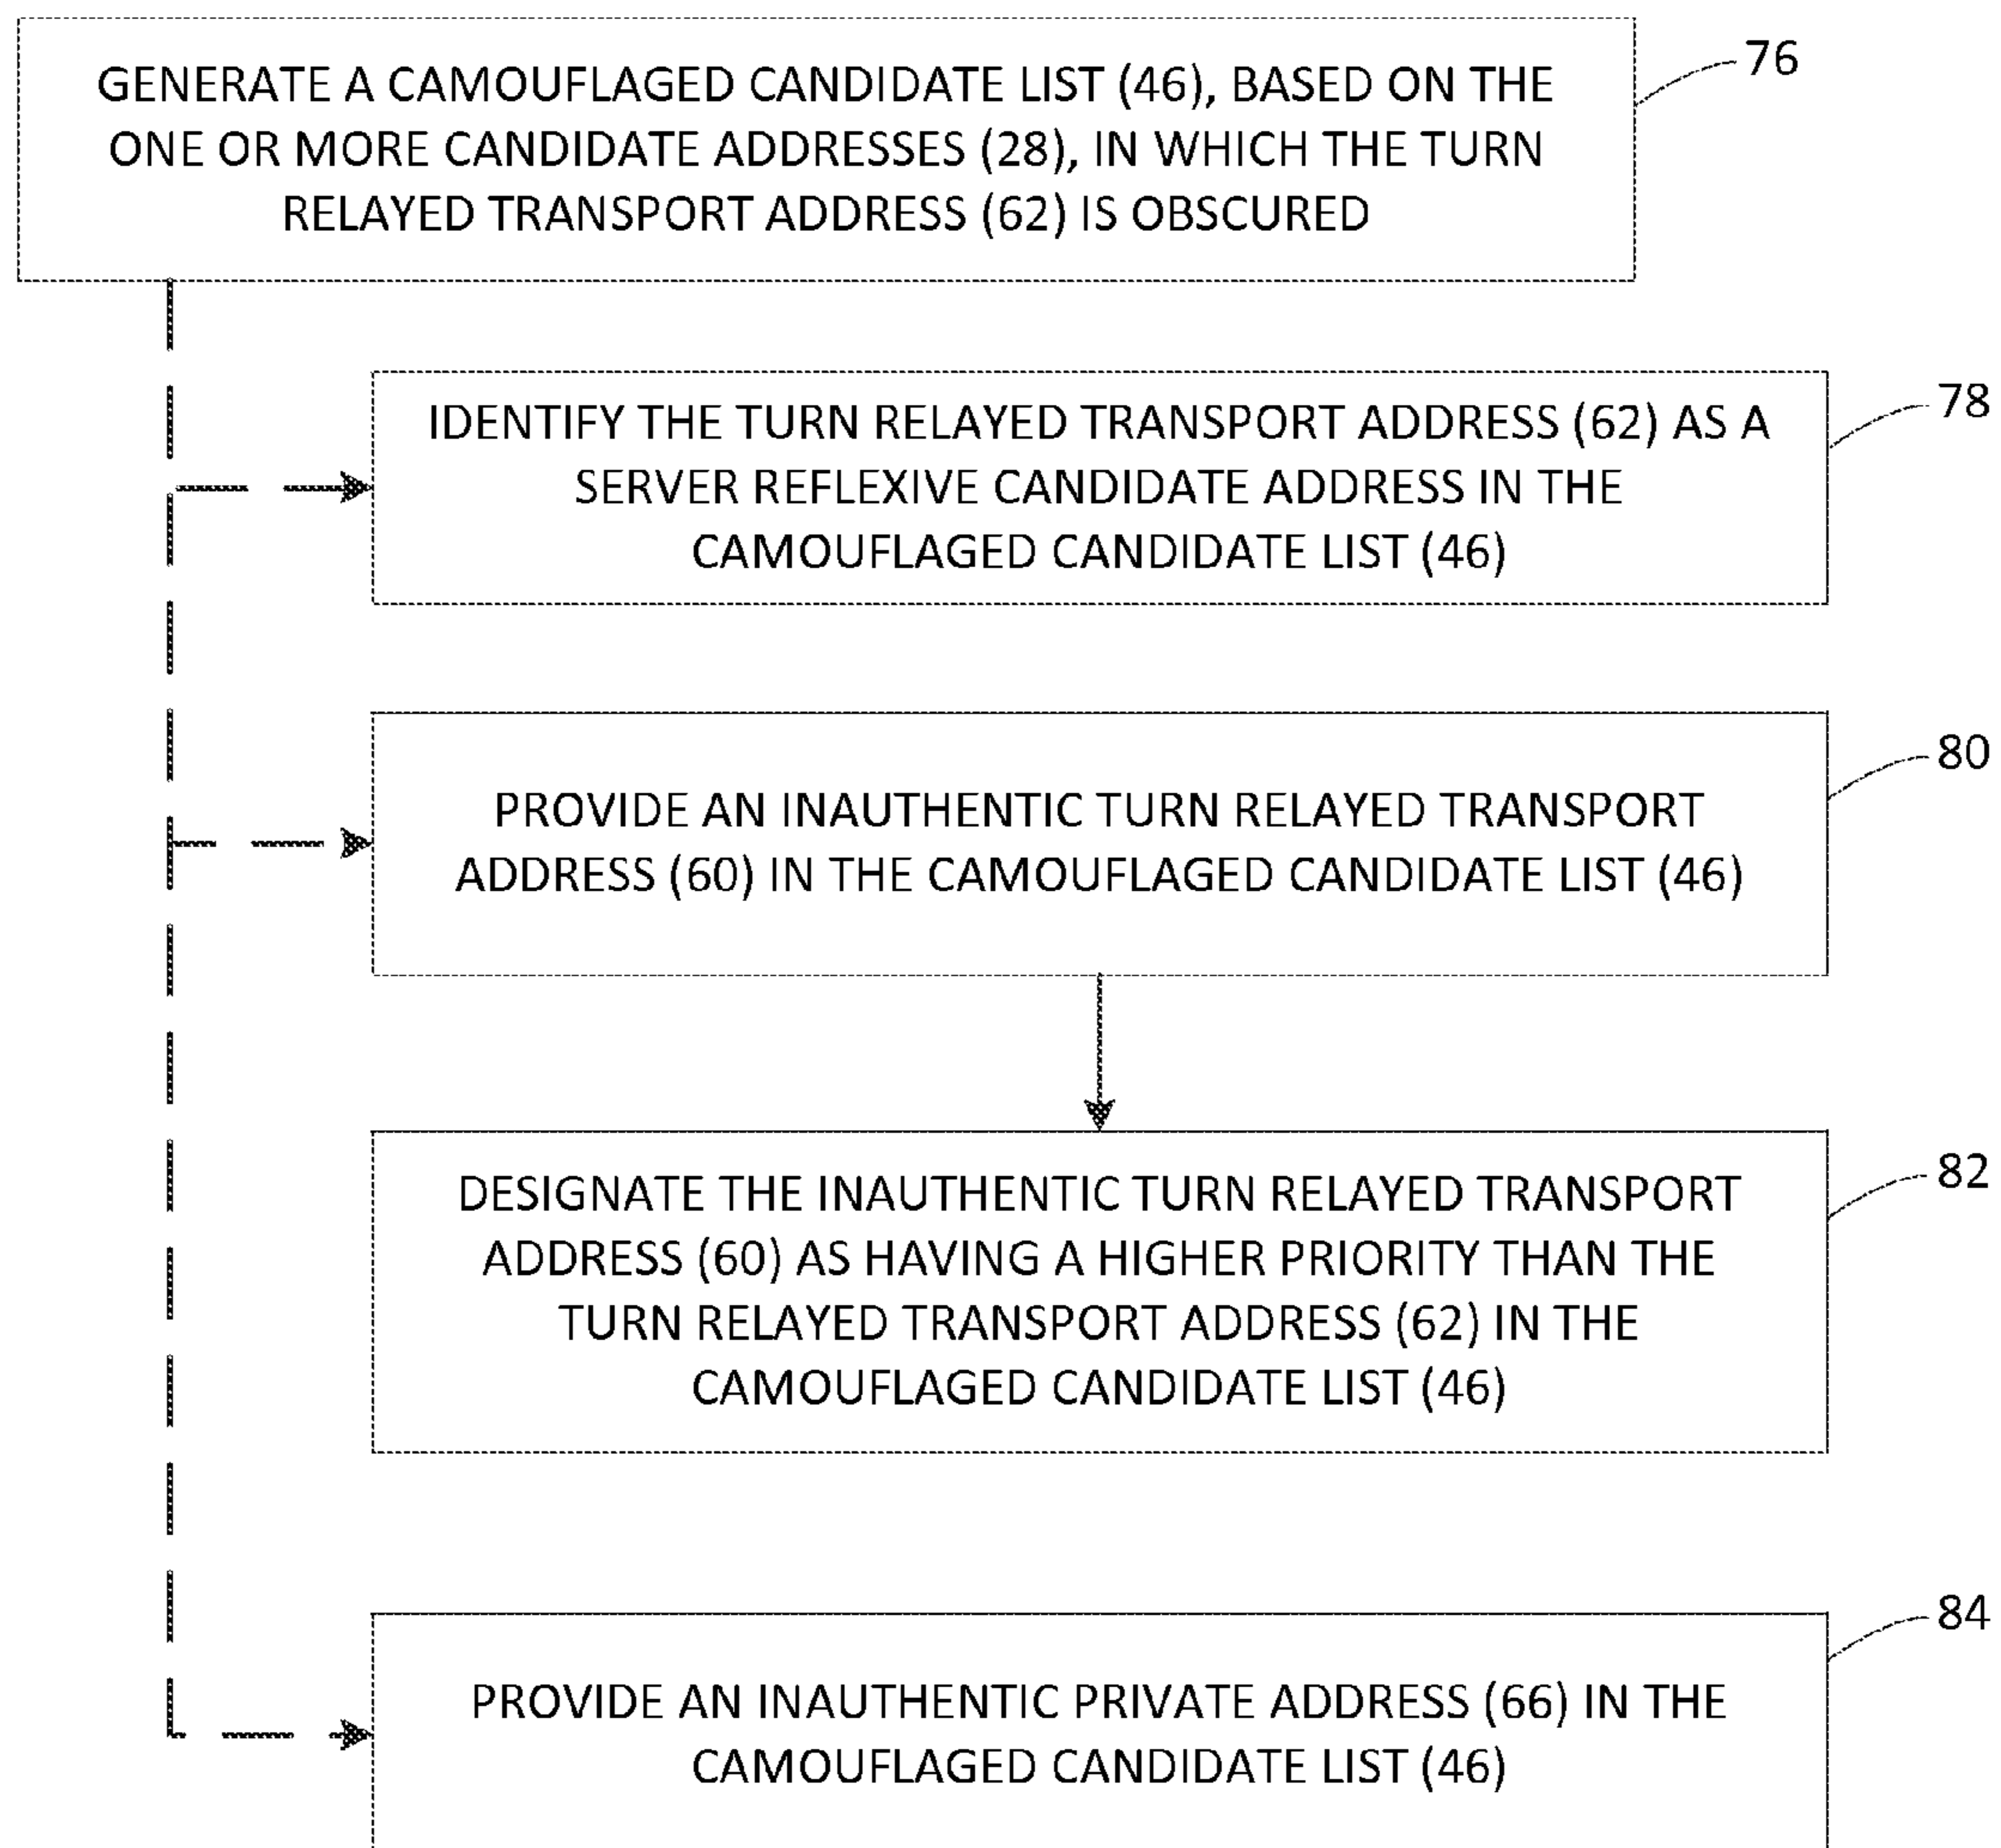 GENERATE A CAMOUFLAGED CANDIDATE LIST (46), BASED ON THE
ONE OR MORE CANDIDATE ADDRESSES (28), IN WHICH THE TURN
RELAYED TRANSPORT ADDRESS (62) IS OBSCURED
76
IDENTIFY THE TURN RELAYED TRANSPORT ADDRESS (62) AS A
SERVER REFLEXIVE CANDIDATE ADDRESS IN THE
CAMOUFLAGED CANDIDATE LIST (46)
78
PROVIDE AN INAUTHENTIC TURN RELAYED TRANSPORT
ADDRESS (60) IN THE CAMOUFLAGED CANDIDATE LIST (46)
80
DESIGNATE THE INAUTHENTIC TURN RELAYED TRANSPORT
ADDRESS (60) AS HAVING A HIGHER PRIORITY THAN THE
TURN RELAYED TRANSPORT ADDRESS (62) IN THE
CAMOUFLAGED CANDIDATE LIST (46)
82
PROVIDE AN INAUTHENTIC PRIVATE ADDRESS (66) IN THE
CAMOUFLAGED CANDIDATE LIST (46)
84